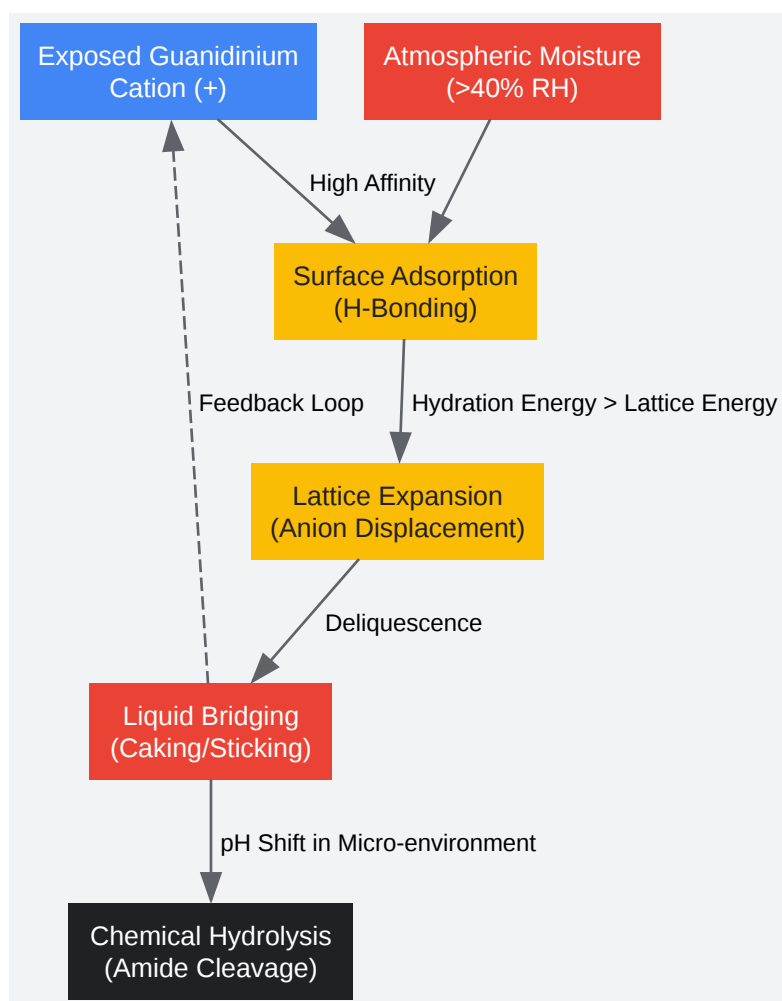 Exposed Guanidinium
Cation (+)
Atmospheric Moisture
(>40% RH)
High Affinity
Surface Adsorption
(H-Bonding)
Feedback Loop
Hydration Energy > Lattice Energy
Lattice Expansion
(Anion Displacement)
Deliquescence
Liquid Bridging
(Caking/Sticking)
pH Shift in Micro-environment
Chemical Hydrolysis
(Amide Cleavage)